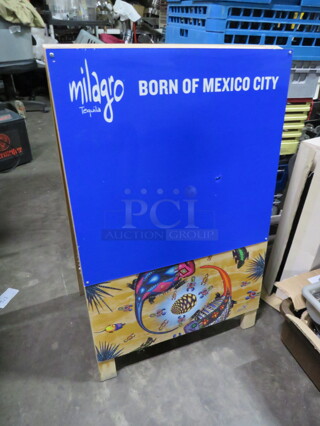 milagro
Tequila
BORN OF MEXICO CITY
PCI
AUCTION GROUP